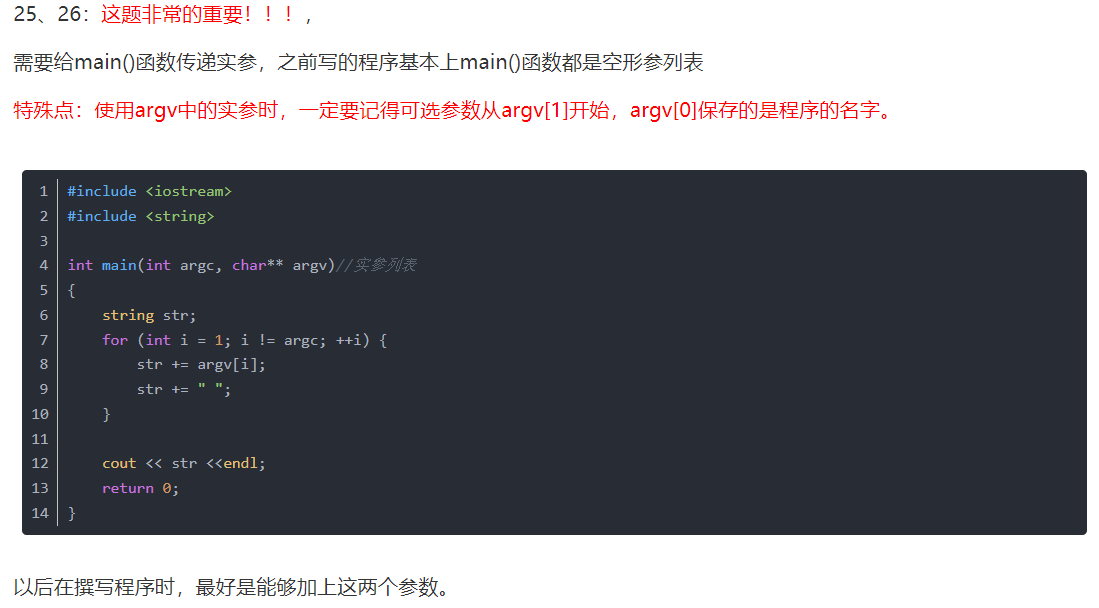 25、26：这题非常的重要！！！，
需要给main()函数传递实参，之前写的程序基本上main()函数都是空形参列表
特殊点：使用argv中的实参时，一定要记得可选参数从argv[1]开始，argv[0]保存的是程序的名字。
1 #include <iostream>
2 #include <string>
3
4 int main(int argc, char** argv)//实参列表
5 {
6     string str;
7     for (int i = 1; i != argc; ++i) {
8         str += argv[i];
9         str += " ";
10     }
11
12     cout << str <<endl;
13     return 0;
14 }
以后在撰写程序时，最好是能够加上这两个参数。